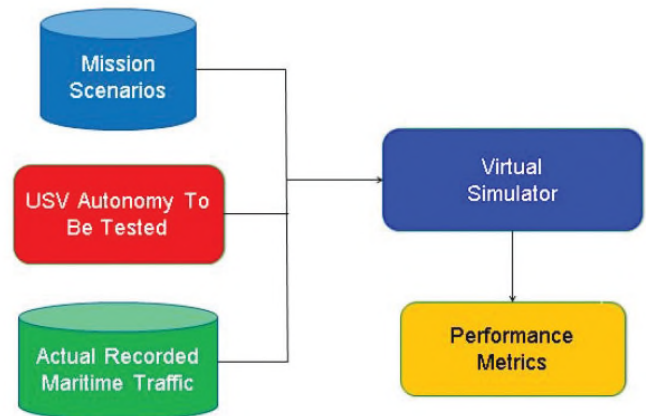 Mission
Scenarios
USV Autonomy To
Be Tested
Actual Recorded
Maritime Traffic
Virtual
Simulator
Performance
Metrics